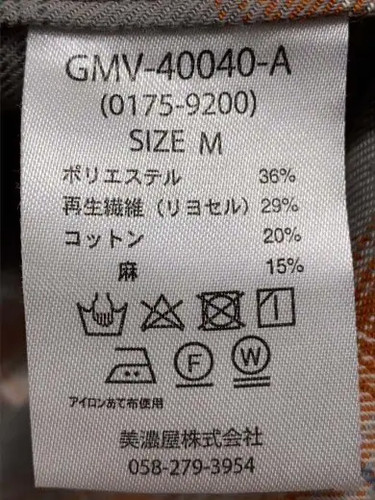 GMV-40040-A
(0175-9200)
SIZE M
ポリエステル 36%
再生繊維（リヨセル）29%
コットン 20%
麻 15%
F W
アイロンあて布使用
美濃屋株式会社
058-279-3954